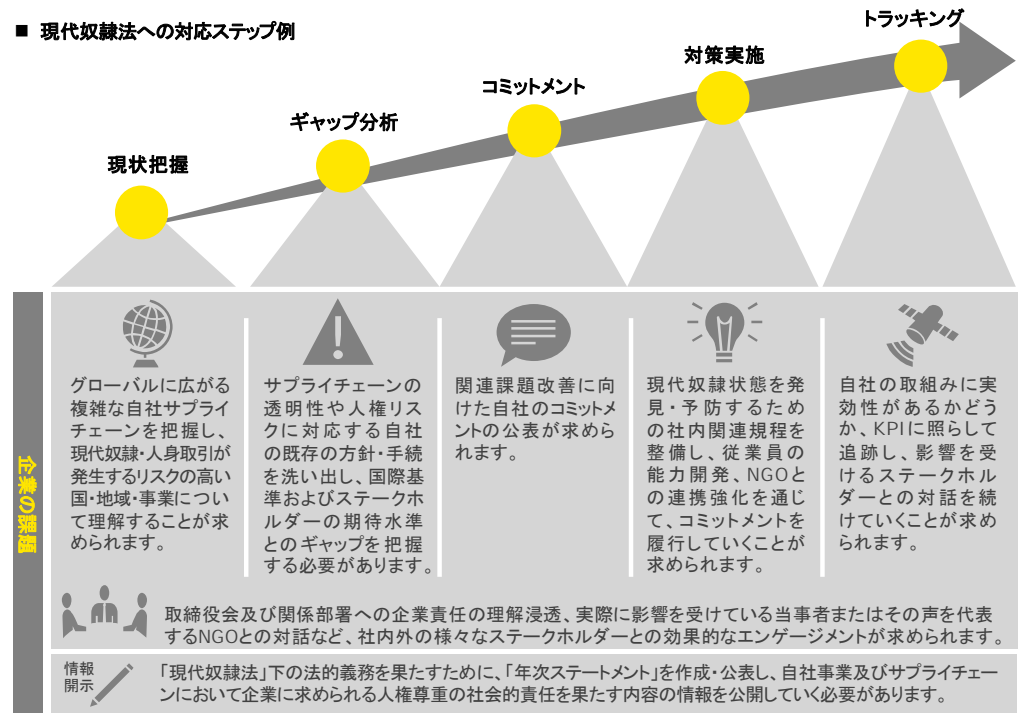 ■ 現代奴隷法への対応ステップ例
現状把握
ギャップ分析
コミットメント
対策実施
トラッキング
企業の課題
グローバルに広がる
複雑な自社サプライ
チェーンを把握し、
現代奴隷・人身取引が
発生するリスクの高い
国・地域・事業につい
て理解することが求
められます。
サプライチェーンの
透明性や人権リス
クに対応する自社
の既存の方針・手続
を洗い出し、国際基
準およびステークホ
ルダーの期待水準
とのギャップを把握
する必要があります。
関連課題改善に向
けた自社のコミットメ
ントの公表が求めら
れます。
現代奴隷状態を発
見・予防するため
の社内関連規程を
整備し、従業員の
能力開発、NGOと
の連携強化を通じ
て、コミットメントを
履行していくことが
求められます。
自社の取組みに実
効性があるかどう
か、KPIに照らして
追跡し、影響を受
けるステークホル
ダーとの対話を続
けていくことが求め
られます。
取締役会及び関係部署への企業責任の理解浸透、実際に影響を受けている当事者またはその声を代表
するNGOとの対話など、社内外の様々なステークホルダーとの効果的なエンゲージメントが求められます。
情報
開示
「現代奴隷法」下の法的義務を果たすために、「年次ステートメント」を作成・公表し、自社事業及びサプライチェー
ンにおいて企業に求められる人権尊重の社会的責任を果たす内容の情報を公開していく必要があります。